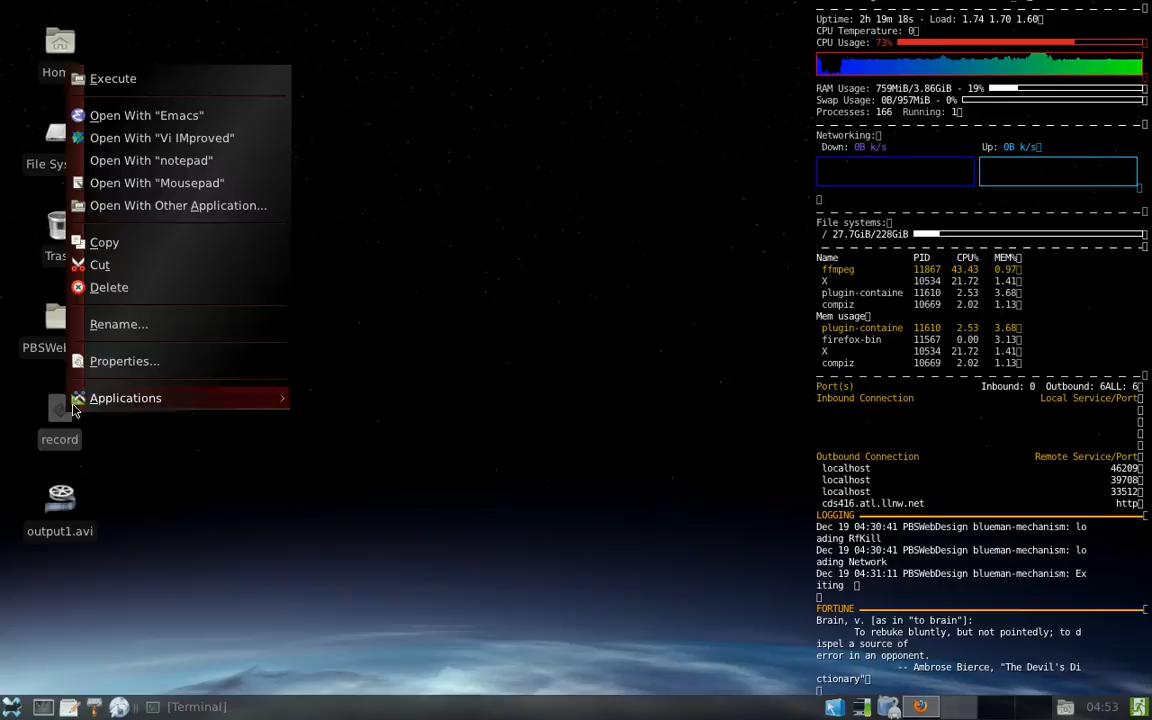 Home
File Sys
Tras
PBSWeb
record
output1.avi
Execute
Open With "Emacs"
Open With "Vi IMproved"
Open With "notepad"
Open With "Mousepad"
Open With Other Application...
Copy
Cut
Delete
Rename...
Properties...
Applications
Uptime: 2h 19m 18s - Load: 1.74 1.70 1.60
CPU Temperature: 0
CPU Usage: 73%
RAM Usage: 759MiB/3.86GiB - 19%
Swap Usage: 0B/957MiB - 0%
Processes: 166 Running: 1
Networking:
Down: 0B k/s Up: 0B k/s
File systems:
/ 27.7GiB/228GiB
Name PID CPU% MEM%
ffmpeg 11867 43.43 0.97
X 10534 21.72 1.41
plugin-containe 11610 2.53 3.68
compiz 10669 2.02 1.13
Mem usage
plugin-containe 11610 2.53 3.68
firefox-bin 11567 0.00 3.13
X 10534 21.72 1.41
compiz 10669 2.02 1.13
Port(s) Inbound: 0 Outbound: 6ALL: 6
Inbound Connection Local Service/Port
Outbound Connection Remote Service/Port
localhost 46209
localhost 39708
localhost 33512
cds416.atl.llnw.net http
LOGGING
Dec 19 04:30:41 PBSWebDesign blueman-mechanism: lo
ading RfKill
Dec 19 04:30:41 PBSWebDesign blueman-mechanism: lo
ading Network
Dec 19 04:31:11 PBSWebDesign blueman-mechanism: Ex
iting
FORTUNE
Brain, v. [as in "to brain"]:
To rebuke bluntly, but not pointedly; to d
ispel a source of
error in an opponent.
-- Ambrose Bierce, "The Devil's Di
ctionary"
[Terminal]
04:53